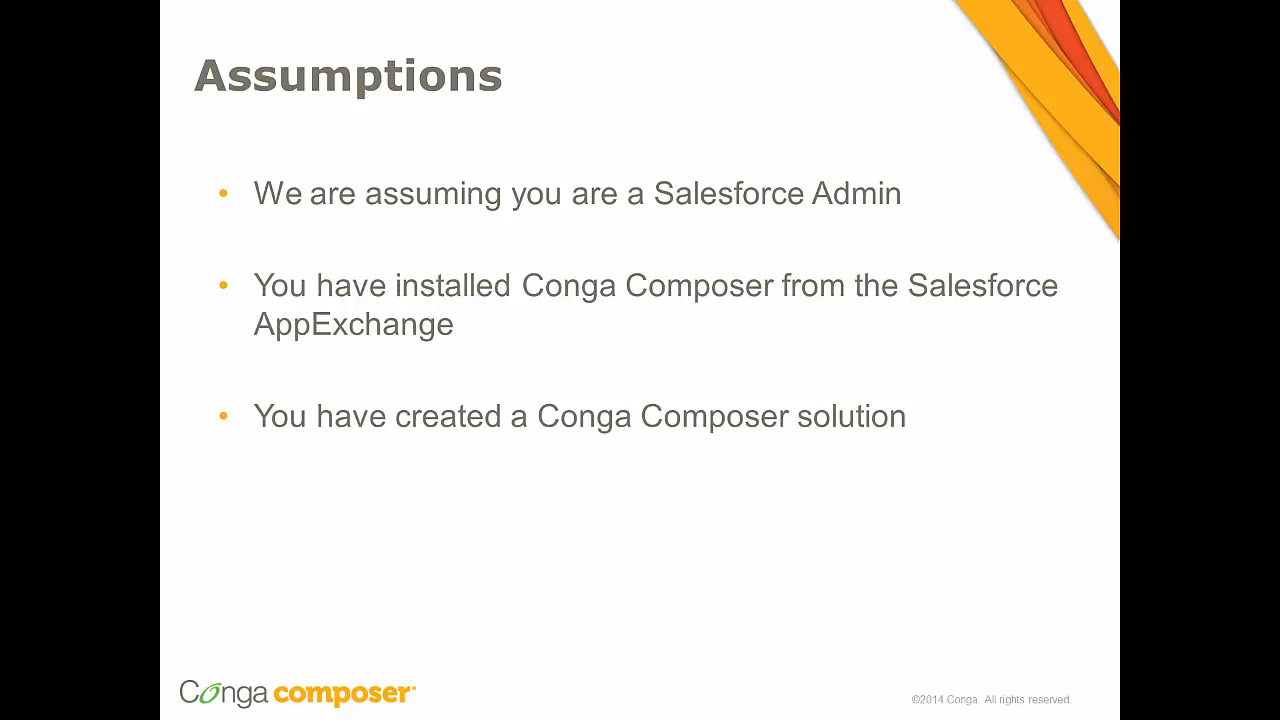 Assumptions
• We are assuming you are a Salesforce Admin
• You have installed Conga Composer from the Salesforce
AppExchange
• You have created a Conga Composer solution
Conga composer
©2014 Conga. All rights reserved